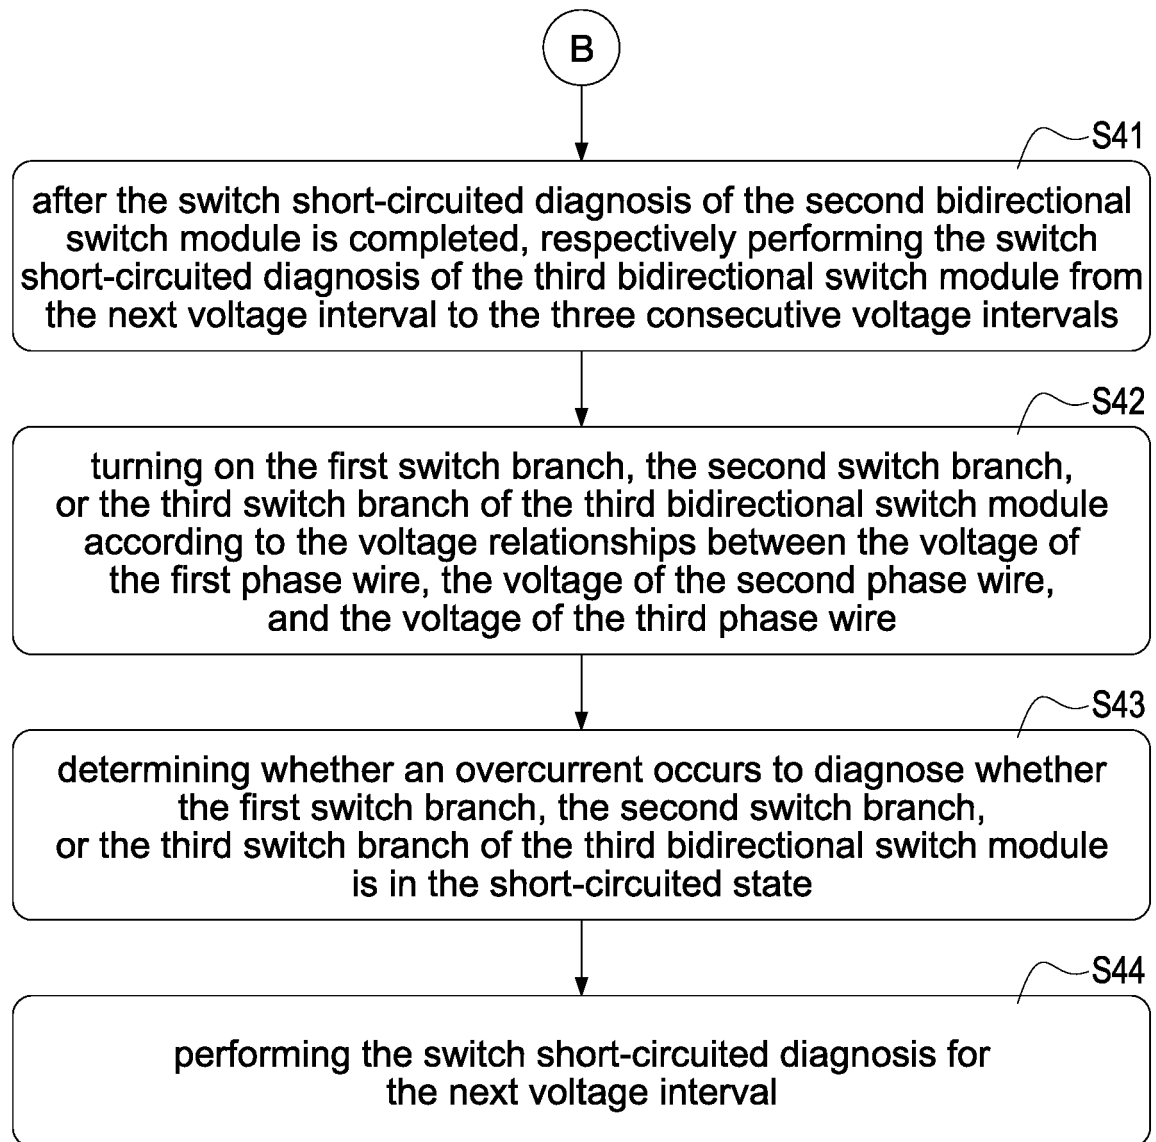 B
S41
after the switch short-circuited diagnosis of the second bidirectional
switch module is completed, respectively performing the switch
short-circuited diagnosis of the third bidirectional switch module from
the next voltage interval to the three consecutive voltage intervals
S42
turning on the first switch branch, the second switch branch,
or the third switch branch of the third bidirectional switch module
according to the voltage relationships between the voltage of
the first phase wire, the voltage of the second phase wire,
and the voltage of the third phase wire
S43
determining whether an overcurrent occurs to diagnose whether
the first switch branch, the second switch branch,
or the third switch branch of the third bidirectional switch module
is in the short-circuited state
S44
performing the switch short-circuited diagnosis for
the next voltage interval